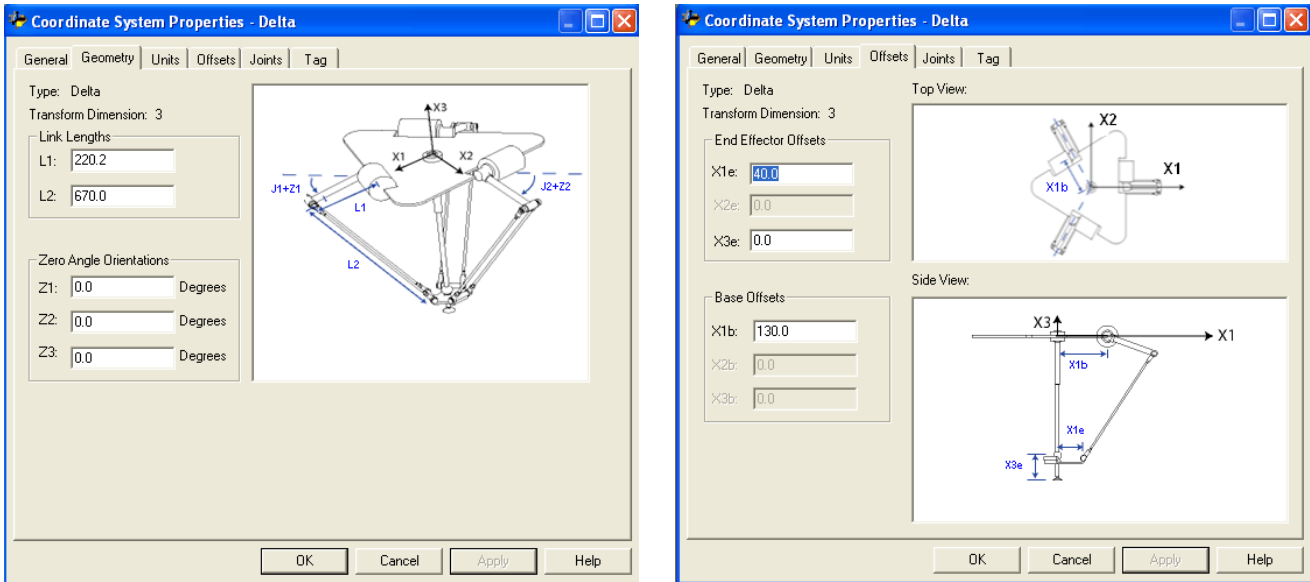 Coordinate System Properties - Delta
General Geometry Units Offsets Joints Tag
Type: Delta
Transform Dimension: 3
Link Lengths
L1: 220.2
L2: 670.0
Zero Angle Orientations
Z1: 0.0 Degrees
Z2: 0.0 Degrees
Z3: 0.0 Degrees
X3
X1 X2
J1+Z1 J2+Z2
L1
L2
OK Cancel Apply Help
Coordinate System Properties - Delta
General Geometry Units Offsets Joints Tag
Type: Delta
Transform Dimension: 3
End Effector Offsets
X1e: 40.0
X2e: 0.0
X3e: 0.0
Base Offsets
X1b: 130.0
X2b: 0.0
X3b: 0.0
Top View:
X2
X1
X1b
Side View:
X3
X1
X1b
X1e
X3e
OK Cancel Apply Help